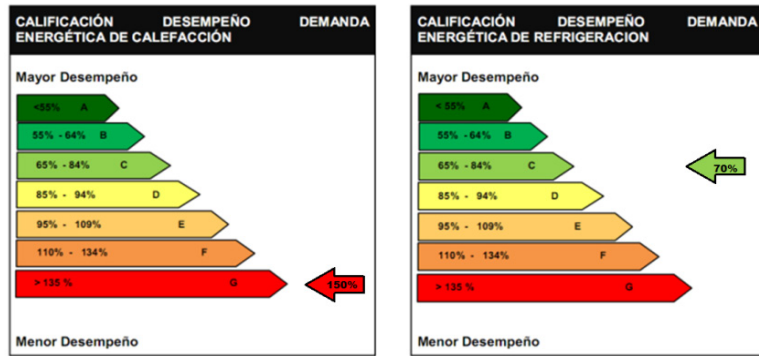 CALIFICACIÓN DESEMPEÑO DEMANDA
ENERGÉTICA DE CALEFACCIÓN
Mayor Desempeño
<55% A
55% - 64% B
65% - 84% C
85% - 94% D
95% - 109% E
110% - 134% F
> 135 % G
150%
Menor Desempeño
CALIFICACIÓN DESEMPEÑO DEMANDA
ENERGÉTICA DE REFRIGERACION
Mayor Desempeño
< 55% A
55% - 64% B
65% - 84% C
70%
85% - 94% D
95% - 109% E
110% - 134% F
> 135 % G
Menor Desempeño